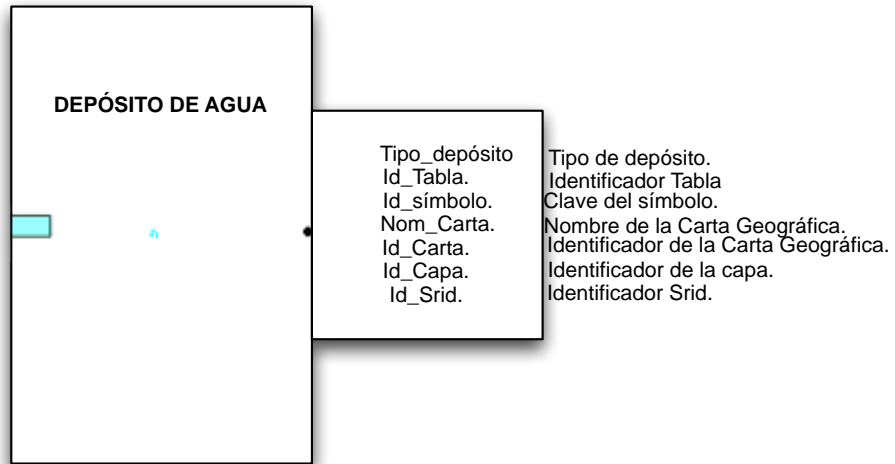 DEPÓSITO DE AGUA
Tipo_depósito Tipo de depósito.
Id_Tabla. Identificador Tabla
Id_símbolo. Clave del símbolo.
Nom_Carta. Nombre de la Carta Geográfica.
Id_Carta. Identificador de la Carta Geográfica.
Id_Capa. Identificador de la capa.
Id_Srid. Identificador Srid.